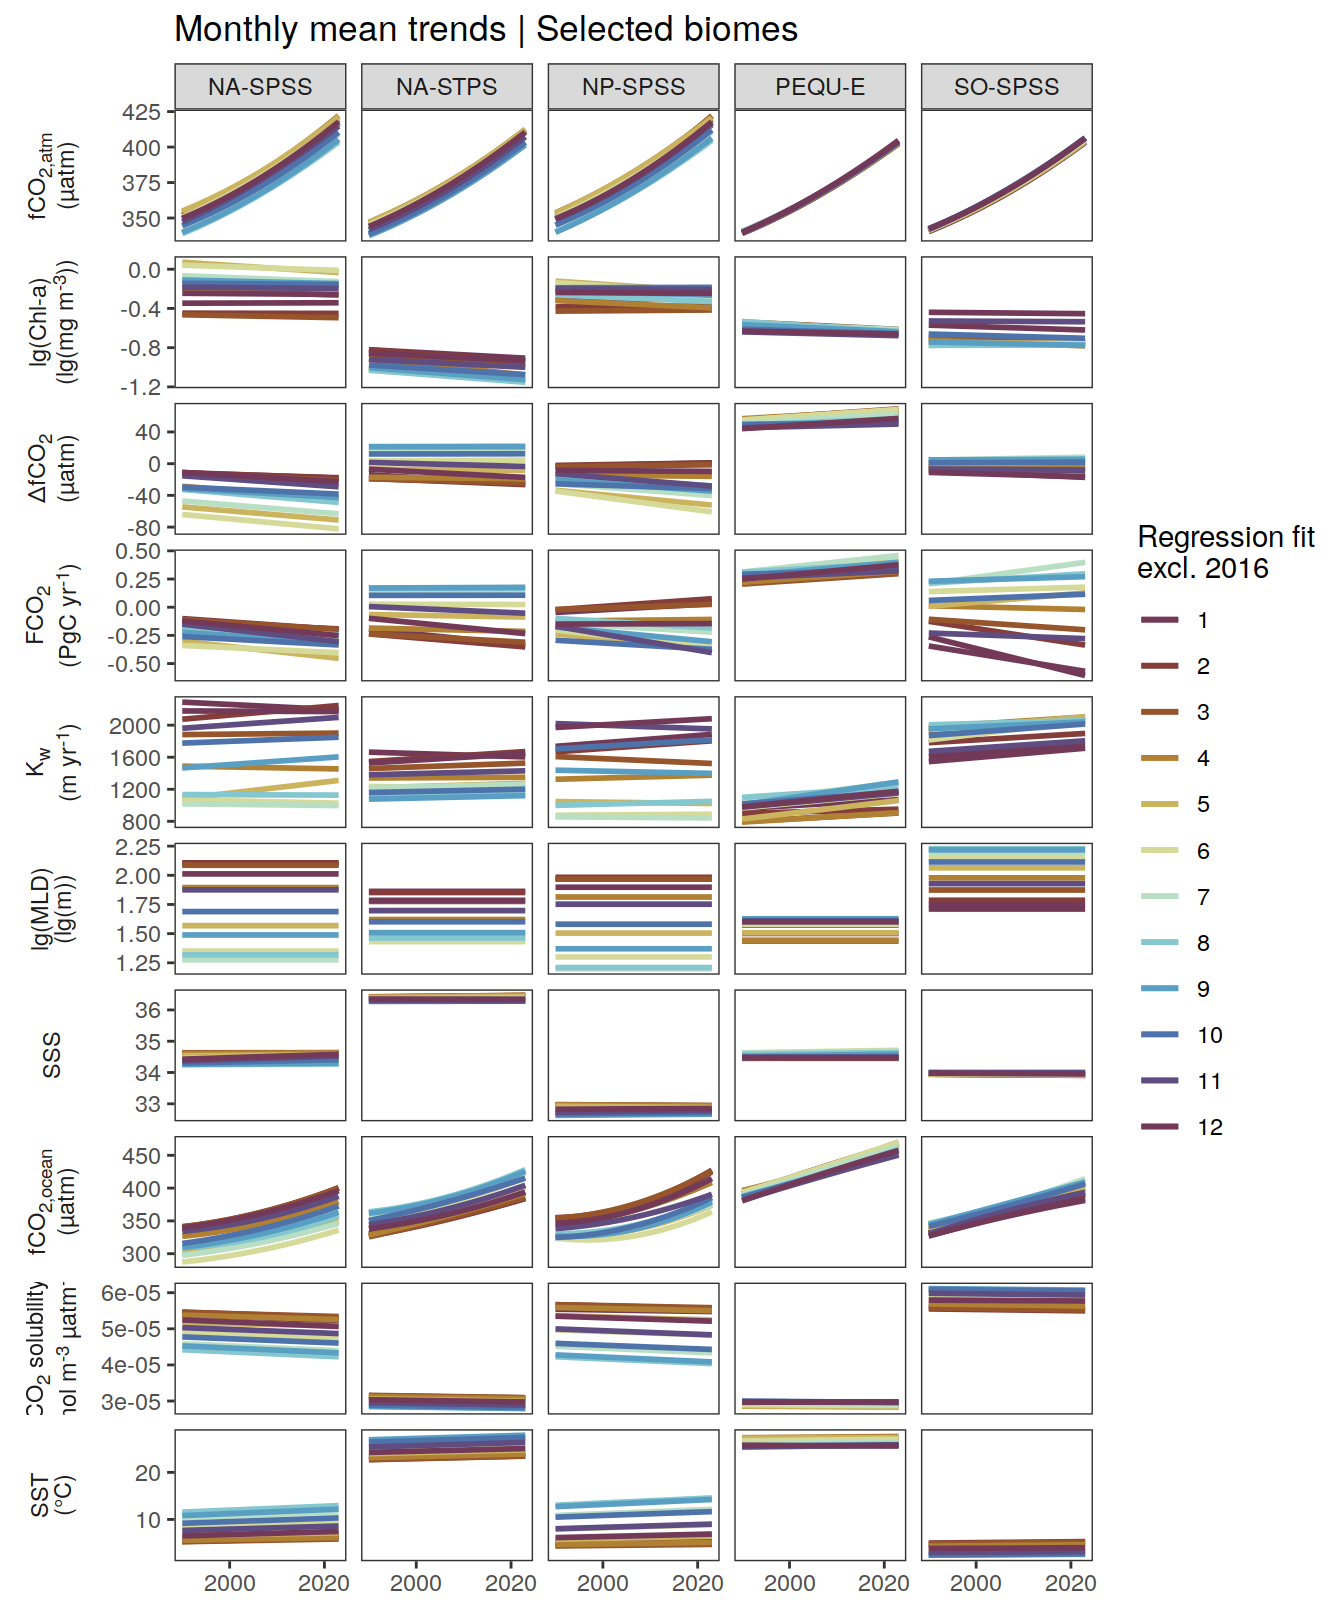 Monthly mean trends | Selected biomes
NA-SPSS NA-STPS NP-SPSS PEQU-E SO-SPSS
fCO2,atm
(µatm)
425
400
375
350
lg(Chl-a)
(lg(mg m-3))
0.0
-0.4
-0.8
-1.2
ΔfCO2
(µatm)
40
0
-40
-80
FCO2
(PgC yr-1)
0.50
0.25
0.00
-0.25
-0.50
Kw
(m yr-1)
2000
1600
1200
800
lg(MLD)
(lg(m))
2.25
2.00
1.75
1.50
1.25
SSS
36
35
34
33
fCO2,ocean
(µatm)
450
400
350
300
CO2 solubility
nol m-3 µatm-
6e-05
5e-05
4e-05
3e-05
SST
(°C)
20
10
2000 2020 2000 2020 2000 2020 2000 2020 2000 2020
Regression fit
excl. 2016
1
2
3
4
5
6
7
8
9
10
11
12